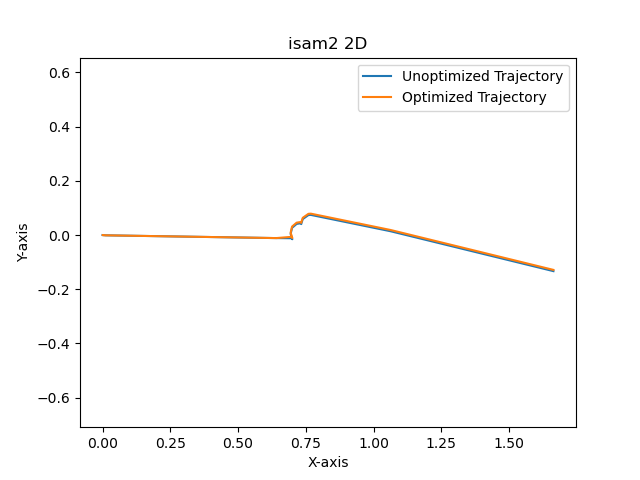 isam2 2D
Unoptimized Trajectory
Optimized Trajectory
0.6
0.4
0.2
0.0
−0.2
−0.4
−0.6
Y-axis
0.00 0.25 0.50 0.75 1.00 1.25 1.50
X-axis